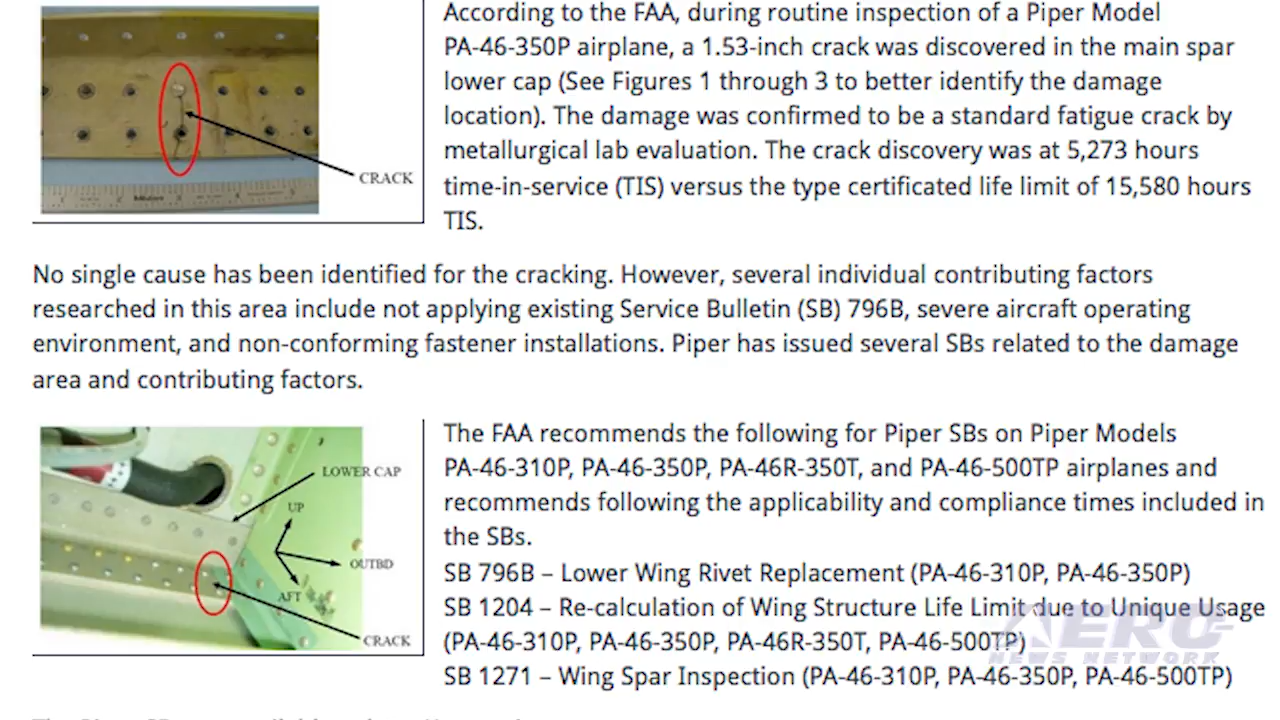 According to the FAA, during routine inspection of a Piper Model
PA-46-350P airplane, a 1.53-inch crack was discovered in the main spar
lower cap (See Figures 1 through 3 to better identify the damage
location). The damage was confirmed to be a standard fatigue crack by
metallurgical lab evaluation. The crack discovery was at 5,273 hours
time-in-service (TIS) versus the type certificated life limit of 15,580 hours
TIS.
CRACK
No single cause has been identified for the cracking. However, several individual contributing factors
researched in this area include not applying existing Service Bulletin (SB) 796B, severe aircraft operating
environment, and non-conforming fastener installations. Piper has issued several SBs related to the damage
area and contributing factors.
LOWER CAP
UP
OUTBD
AFT
CRACK
The FAA recommends the following for Piper SBs on Piper Models
PA-46-310P, PA-46-350P, PA-46R-350T, and PA-46-500TP airplanes and
recommends following the applicability and compliance times included in
the SBs.
SB 796B – Lower Wing Rivet Replacement (PA-46-310P, PA-46-350P)
SB 1204 – Re-calculation of Wing Structure Life Limit due to Unique Usage
(PA-46-310P, PA-46-350P, PA-46R-350T, PA-46-500TP)
SB 1271 – Wing Spar Inspection (PA-46-310P, PA-46-350P, PA-46-500TP)
AERO
NEWS NETWORK